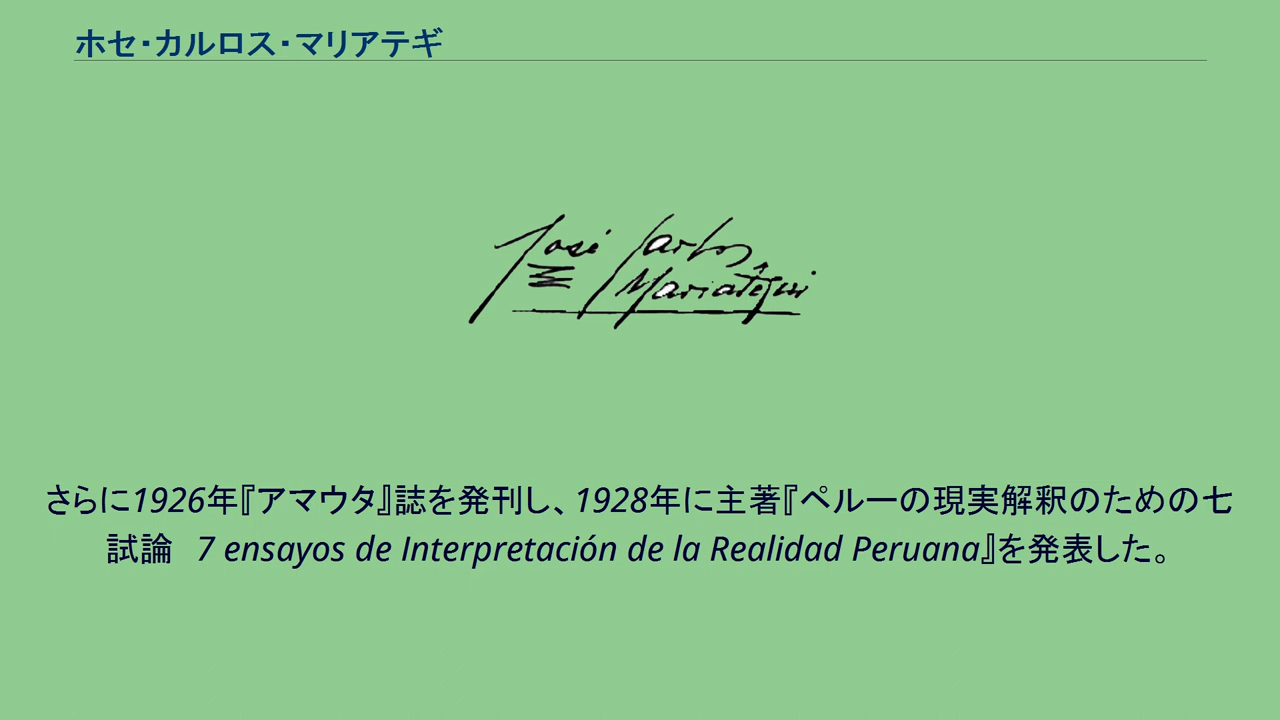 ホセ・カルロス・マリアテギ
José Carlos
Mariátegui
さらに1926年『アマウタ』誌を発刊し、1928年に主著『ペルーの現実解釈のための七
試論　7 ensayos de Interpretación de la Realidad Peruana』を発表した。